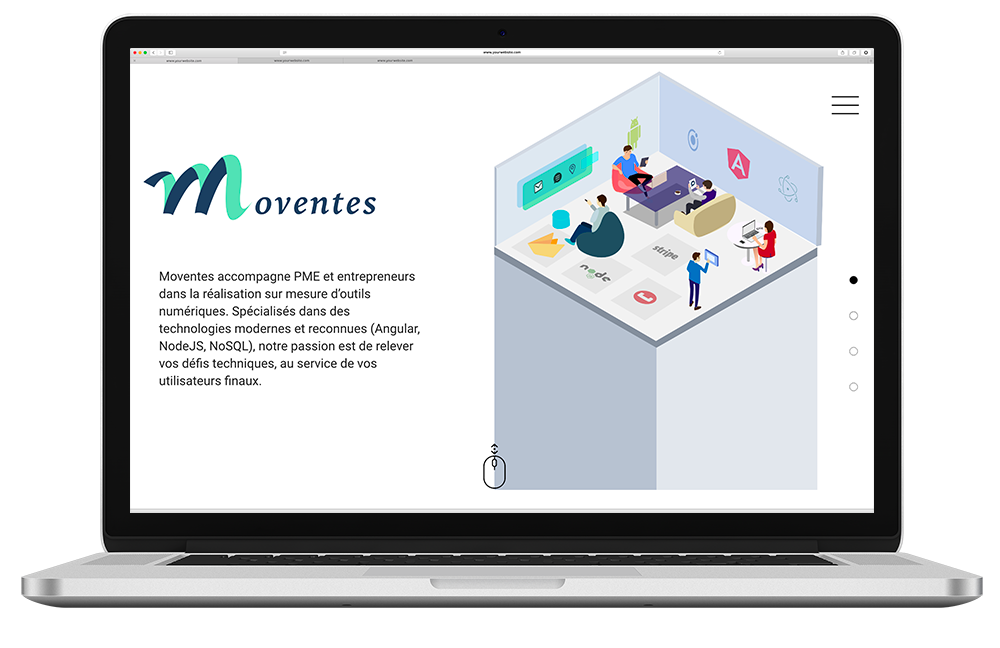 www.yourwebsite.com
www.yourwebsite.com
www.yourwebsite.com
www.yourwebsite.com
Moventes
Moventes accompagne PME et entrepreneurs
dans la réalisation sur mesure d’outils
numériques. Spécialisés dans des
technologies modernes et reconnues (Angular,
NodeJS, NoSQL), notre passion est de relever
vos défis techniques, au service de vos
utilisateurs finaux.
A
stripe
node